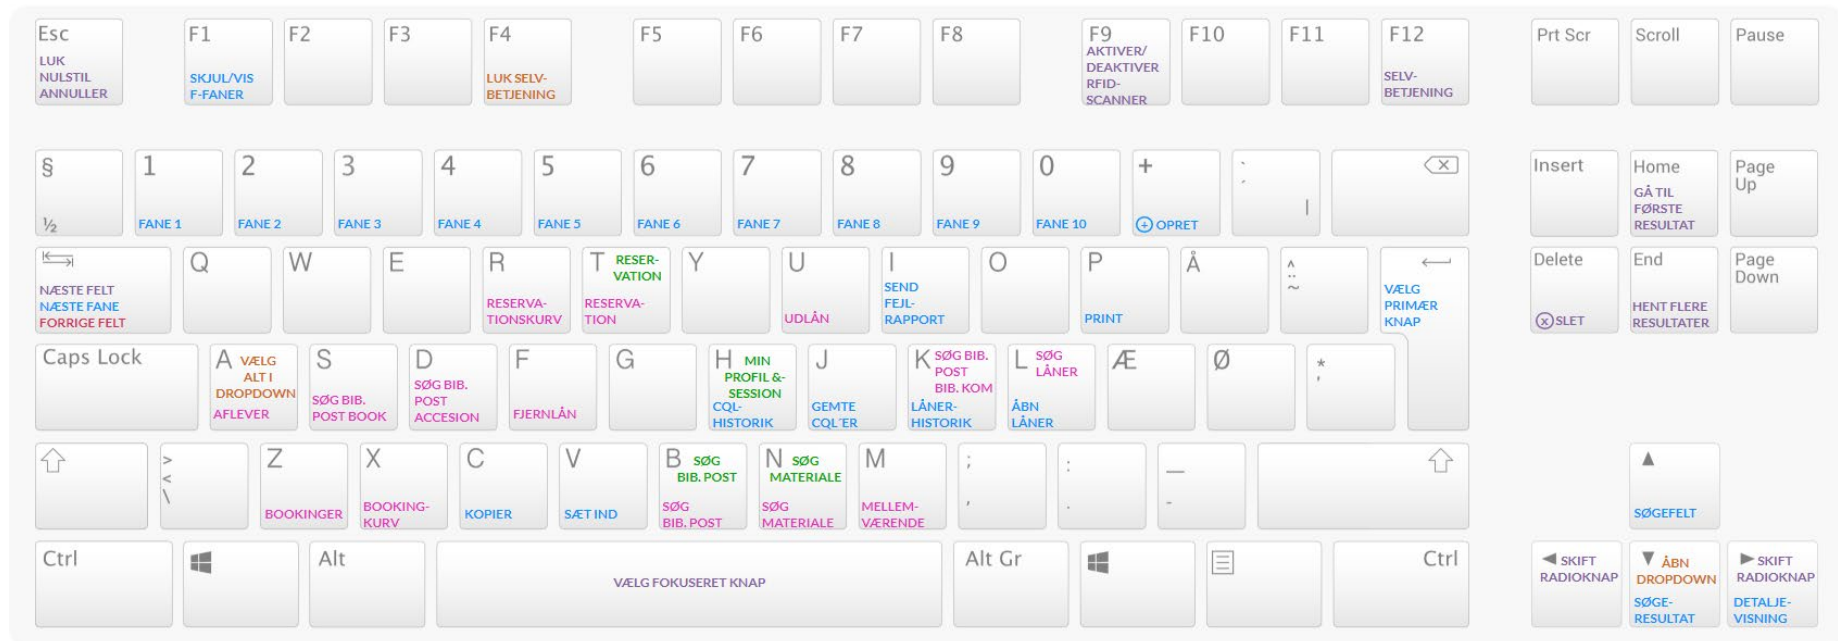 Esc
LUK
NULSTIL
ANNULLER
F1
SKJUL/VIS
F-FANER
F2
F3
F4
LUK SELV-
BETJENING
F5
F6
F7
F8
F9
AKTIVER/
DEAKTIVER
RFID-
SCANNER
F10
F11
F12
SELV-
BETJENING
Prt Scr
Scroll
Pause
§
½
1
FANE 1
2
FANE 2
3
FANE 3
4
FANE 4
5
FANE 5
6
FANE 6
7
FANE 7
8
FANE 8
9
FANE 9
0
FANE 10
+
+ OPRET
`
´
|
Insert
Home
GÅ TIL
FØRSTE
RESULTAT
Page
Up
NÆSTE FELT
NÆSTE FANE
FORRIGE FELT
Q
W
E
R
RESERVA-
TIONSKURV
T RESER-
VATION
RESERVA-
TION
Y
U
UDLÅN
I
SEND
FEJL-
RAPPORT
O
P
PRINT
Å
^
¨
~
VÆLG
PRIMÆR
KNAP
Delete
x SLET
End
HENT FLERE
RESULTATER
Page
Down
Caps Lock
A VÆLG
ALT I
DROPDOWN
AFLEVER
S
SØG BIB.
POST BOOK
D
SØG BIB.
POST
ACCESION
F
FJERNLÅN
G
H MIN
PROFIL &-
SESSION
CQL-
HISTORIK
J
GEMTE
CQL´ER
K SØG BIB.
POST
BIB. KOM
LÅNER-
HISTORIK
L SØG
LÅNER
ÅBN
LÅNER
Æ
Ø
*
'
>
<
\
Z
BOOKINGER
X
BOOKING-
KURV
C
KOPIER
V
SÆT IND
B SØG
BIB. POST
SØG
BIB. POST
N SØG
MATERIALE
SØG
MATERIALE
M
MELLEM-
VÆRENDE
;
,
:
.
_
-
▲
SØGEFELT
Ctrl
Alt
VÆLG FOKUSERET KNAP
Alt Gr
Ctrl
◀ SKIFT
RADIOKNAP
▼ ÅBN
DROPDOWN
SØGE-
RESULTAT
▶ SKIFT
RADIOKNAP
DETALJE-
VISNING